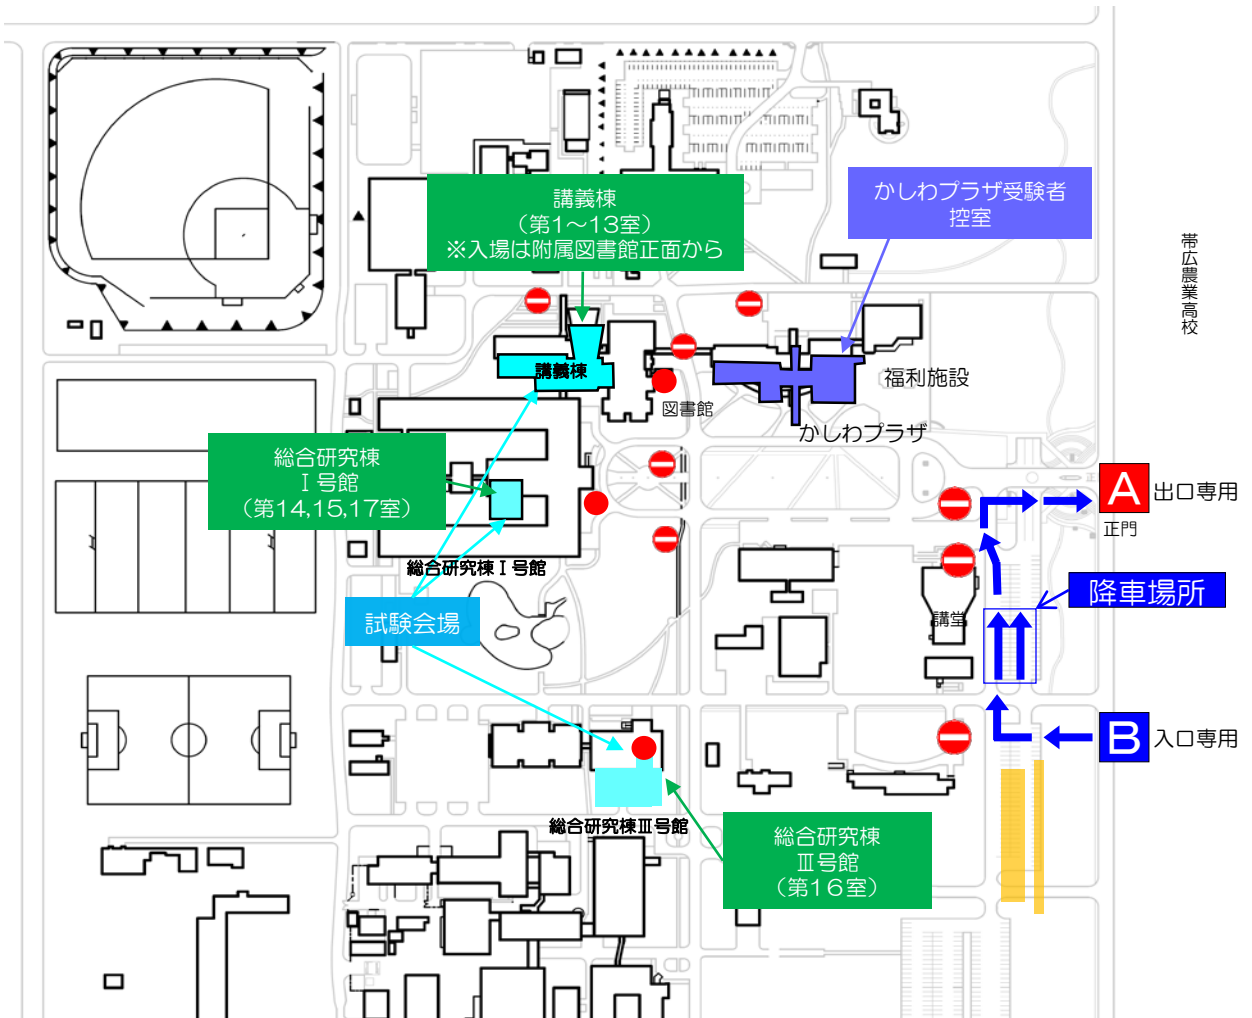 講義棟
（第1～13室）
※入場は附属図書館正面から
かしわプラザ受験者
控室
帯広農業高校
講義棟
図書館
福利施設
かしわプラザ
総合研究棟
Ⅰ号館
（第14,15,17室）
正
A
出口専用
正門
総合研究棟Ⅰ号館
降車場所
試験会場
講堂
B
入口専用
総合研究棟Ⅲ号館
総合研究棟
Ⅲ号館
（第16室）